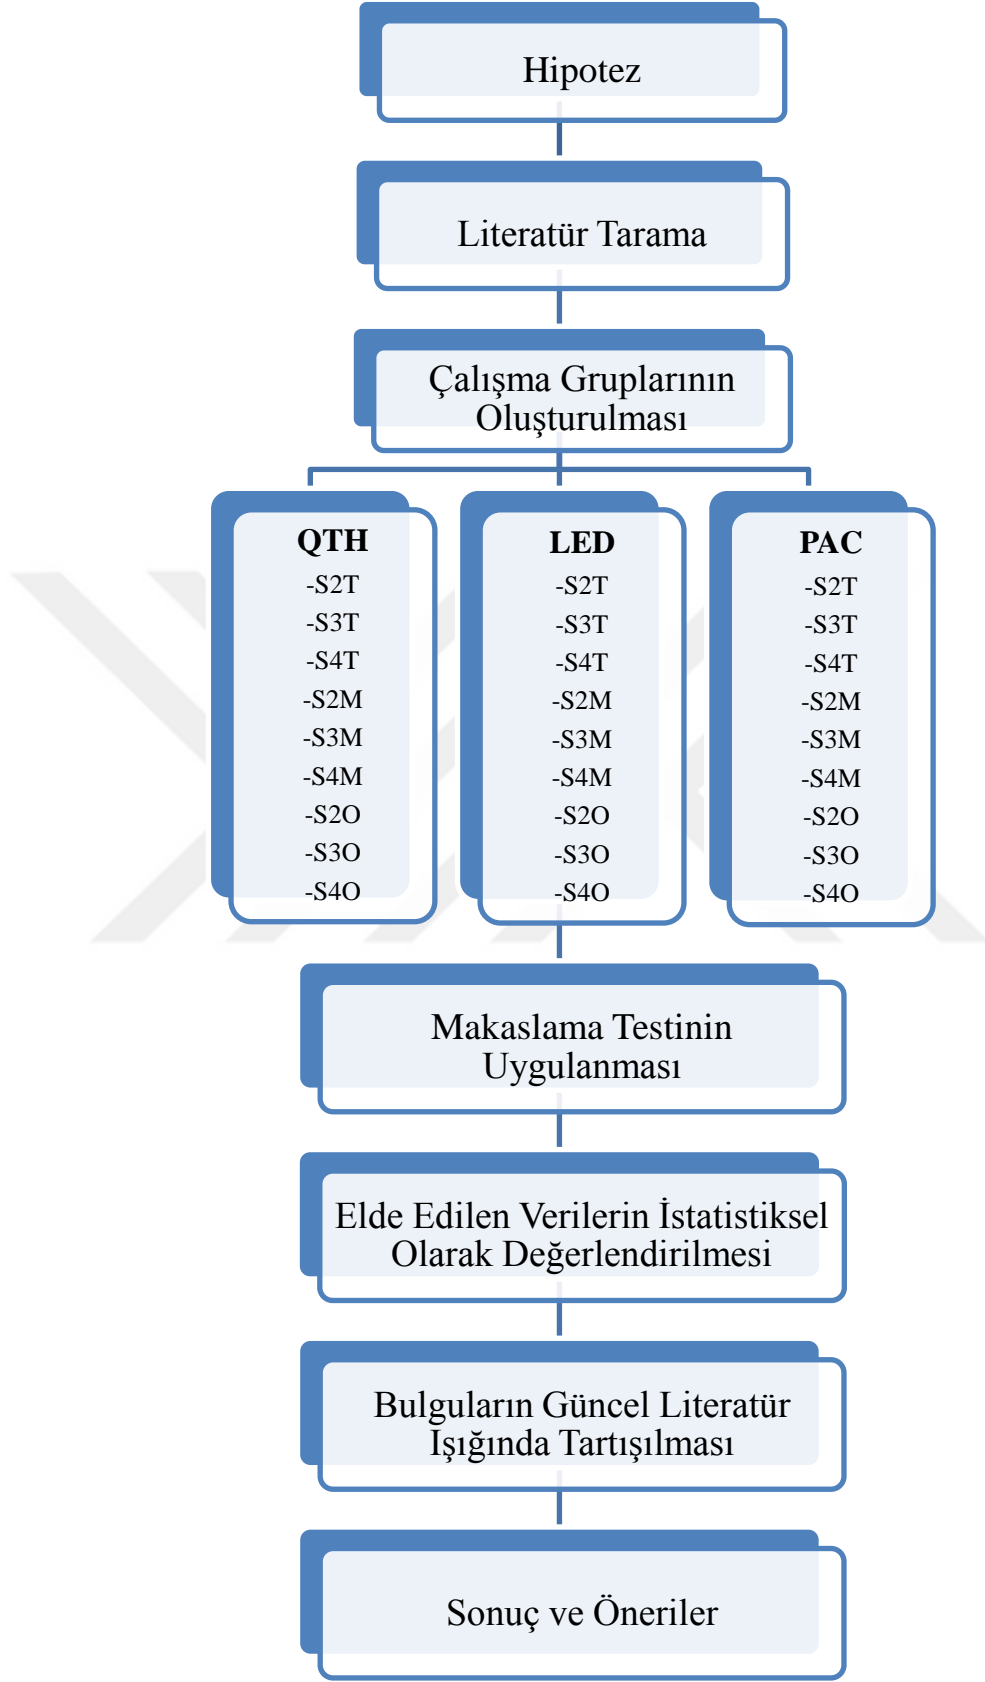 Hipotez
Literatür Tarama
Çalışma Gruplarının
Oluşturulması
QTH
-S2T
-S3T
-S4T
-S2M
-S3M
-S4M
-S2O
-S3O
-S4O
LED
-S2T
-S3T
-S4T
-S2M
-S3M
-S4M
-S2O
-S3O
-S4O
PAC
-S2T
-S3T
-S4T
-S2M
-S3M
-S4M
-S2O
-S3O
-S4O
Makaslama Testinin
Uygulanması
Elde Edilen Verilerin İstatistiksel
Olarak Değerlendirilmesi
Bulguların Güncel Literatür
Işığında Tartışılması
Sonuç ve Öneriler